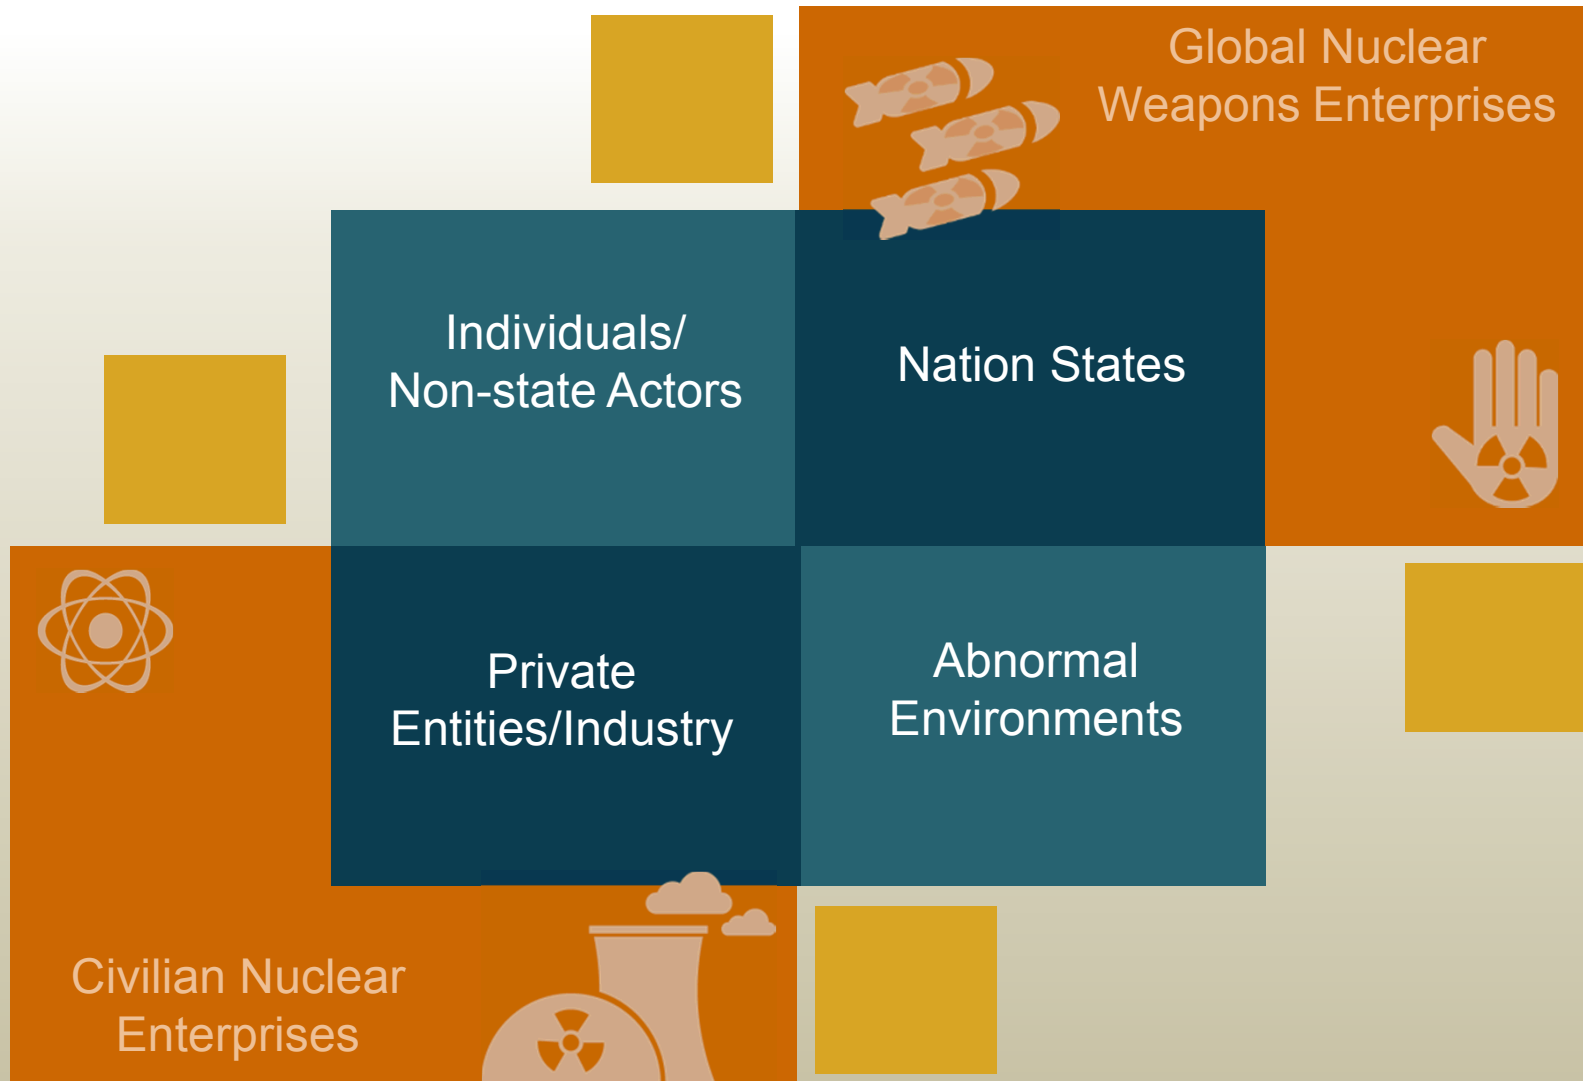 Global Nuclear
Weapons Enterprises
Individuals/
Non-state Actors
Nation States
Private
Entities/Industry
Abnormal
Environments
Civilian Nuclear
Enterprises